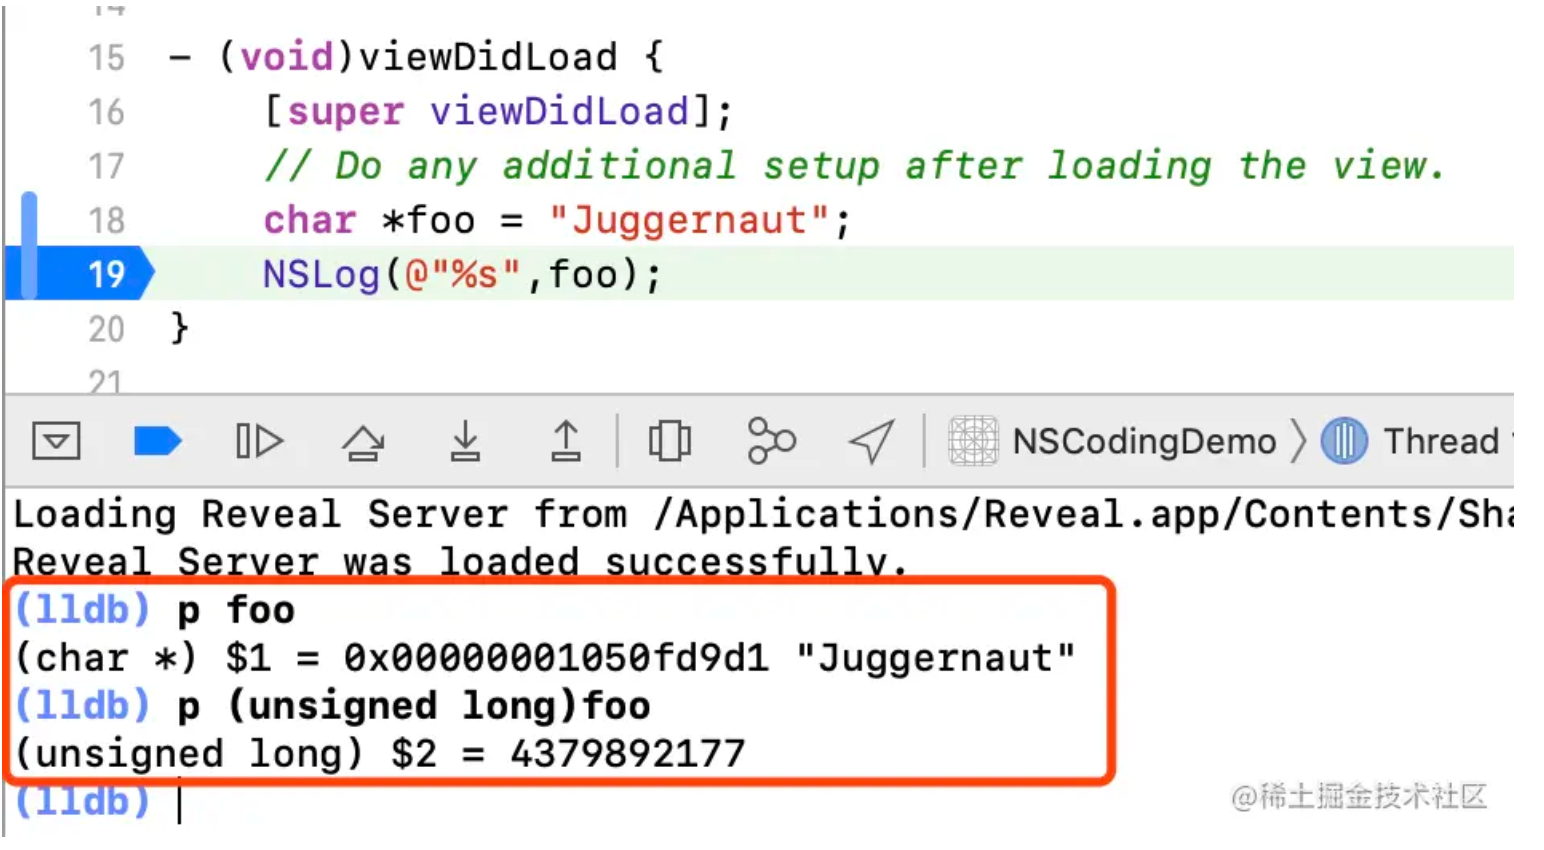 14
15 - (void)viewDidLoad {
16 [super viewDidLoad];
17 // Do any additional setup after loading the view.
18 char *foo = "Juggernaut";
19 NSLog(@"%s",foo);
20 }
21
NSCodingDemo Thread
Loading Reveal Server from /Applications/Reveal.app/Contents/Sha
Reveal Server was loaded successfully.
(lldb) p foo
(char *) $1 = 0x00000001050fd9d1 "Juggernaut"
(lldb) p (unsigned long)foo
(unsigned long) $2 = 4379892177
(lldb)
@稀土掘金技术社区